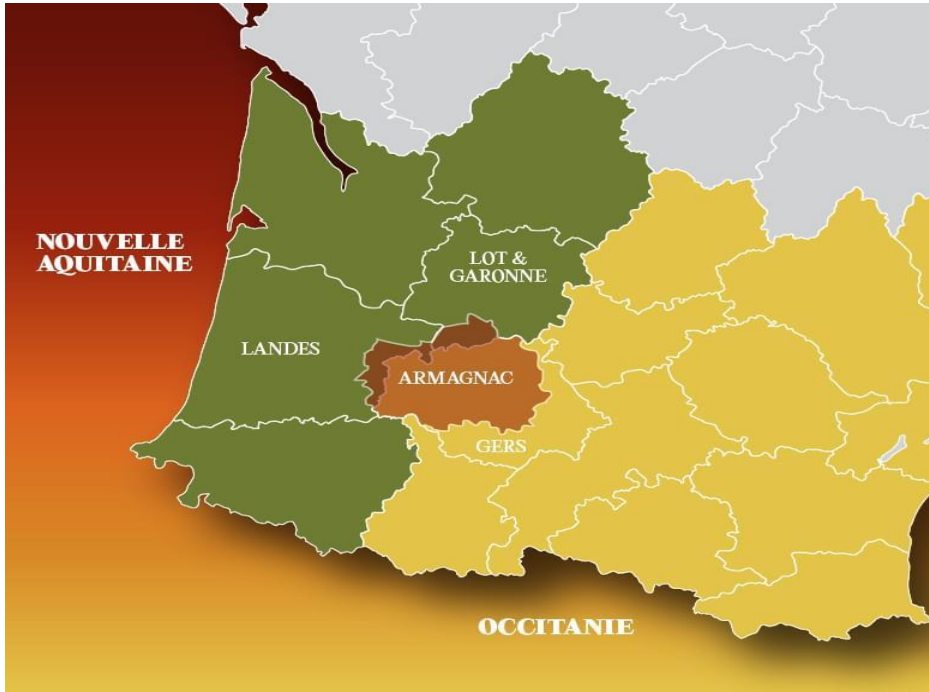 NOUVELLE
AQUITAINE
LOT &
GARONNE
LANDES
ARMAGNAC
GERS
OCCITANIE